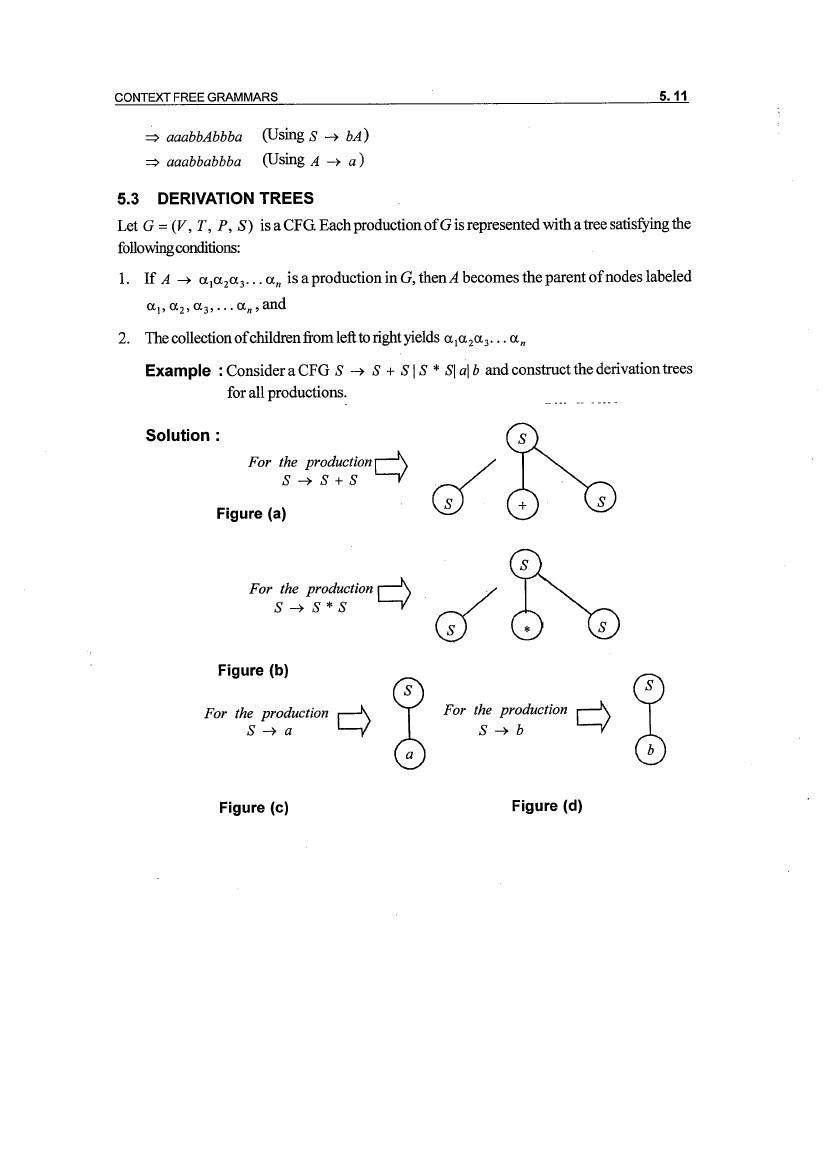 CONTEXT FREE GRAMMARS 5. 11
⇒ aaabbAbbba (Using S → bA)
⇒ aaabbabbba (Using A → a)
5.3 DERIVATION TREES
Let G = (V, T, P, S) is a CFG. Each production of G is represented with a tree satisfying the
following conditions:
1. If A → α₁α₂α₃... αₙ is a production in G, then A becomes the parent of nodes labeled
α₁, α₂, α₃, ... αₙ, and
2. The collection of children from left to right yields α₁α₂α₃... αₙ
Example : Consider a CFG S → S + S | S * S| a| b and construct the derivation trees
for all productions.
Solution :
For the production
S → S + S
S
S + S
Figure (a)
For the production
S → S * S
S
S * S
Figure (b)
For the production
S → a
S
a
For the production
S → b
S
b
Figure (c) Figure (d)